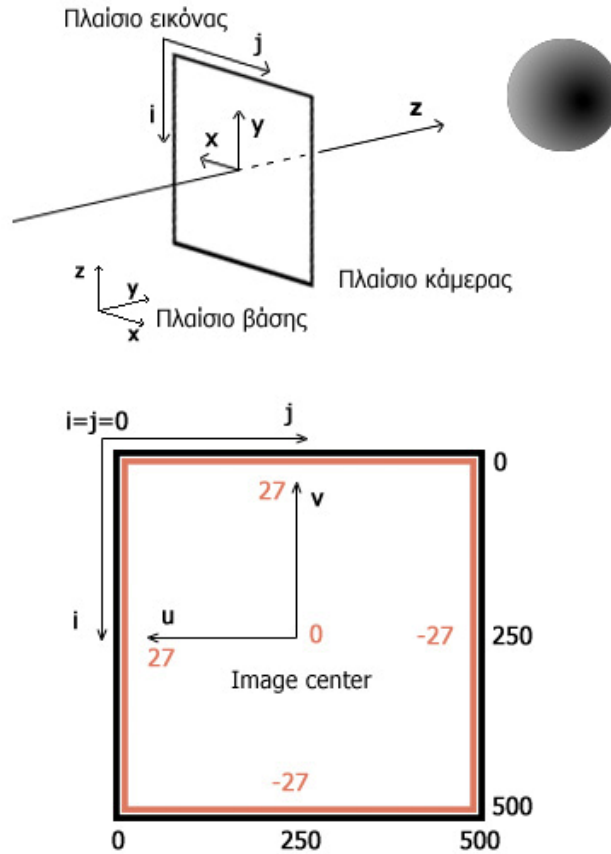 Πλαίσιο εικόνας
j
i
y
x
z
z
y
x
Πλαίσιο κάμερας
Πλαίσιο βάσης
i=j=0
j
0
27
v
i
u
0
-27
250
27
Image center
-27
500
0
250
500